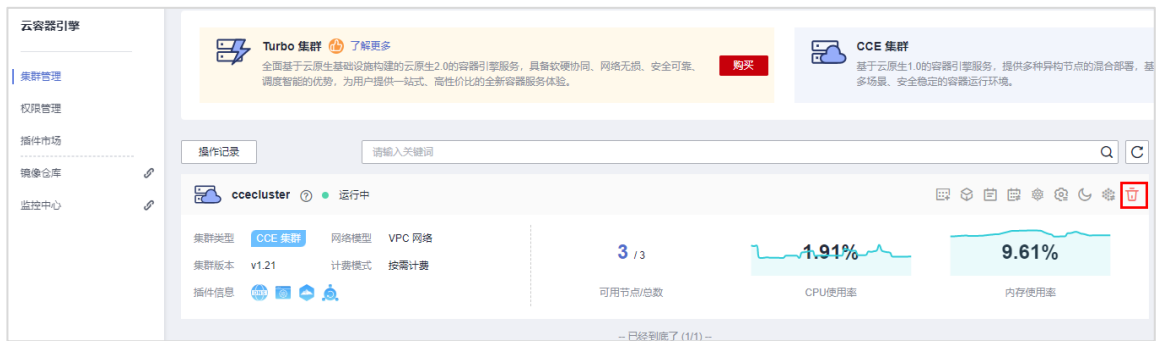 云容器引擎
集群管理
权限管理
插件市场
镜像仓库
监控中心
Turbo 集群 了解更多
全面基于云原生基础设施构建的云原生2.0的容器引擎服务，具备软硬协同、网络无损、安全可靠、
调度智能的优势，为用户提供一站式、高性价比的全新容器服务体验。
购买
CCE 集群
基于云原生1.0的容器引擎服务，提供多种异构节点的混合部署，基
多场景、安全稳定的容器运行环境。
操作记录
请输入关键词
ccecluster ? 运行中
集群类型 CCE 集群 网络模型 VPC 网络
集群版本 v1.21 计费模式 按需计费
插件信息
3 / 3
可用节点/总数
1.91%
CPU使用率
9.61%
内存使用率
-- 已经到底了 (1/1) --